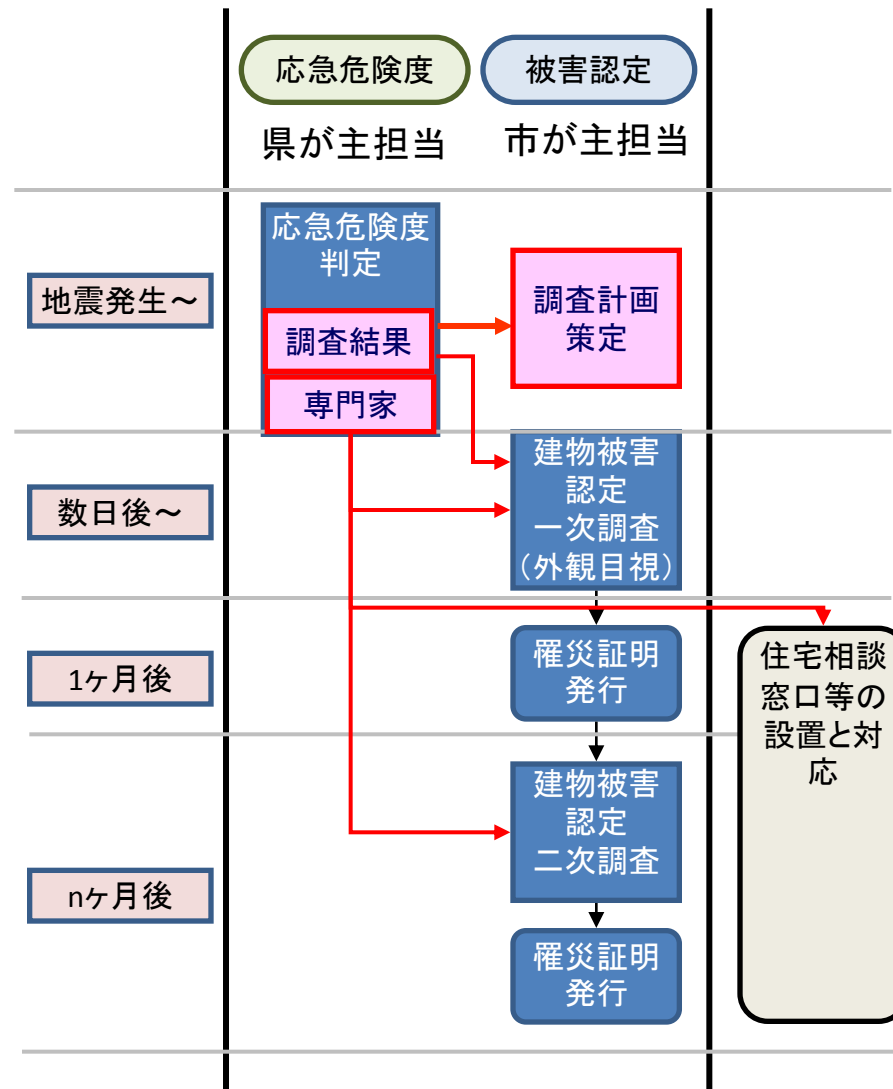 応急危険度
被害認定
県が主担当
市が主担当
地震発生～
応急危険度
判定
調査結果
専門家
調査計画
策定
数日後～
建物被害
認定
一次調査
（外観目視）
1ヶ月後
罹災証明
発行
住宅相談
窓口等の
設置と対
応
nヶ月後
建物被害
認定
二次調査
罹災証明
発行